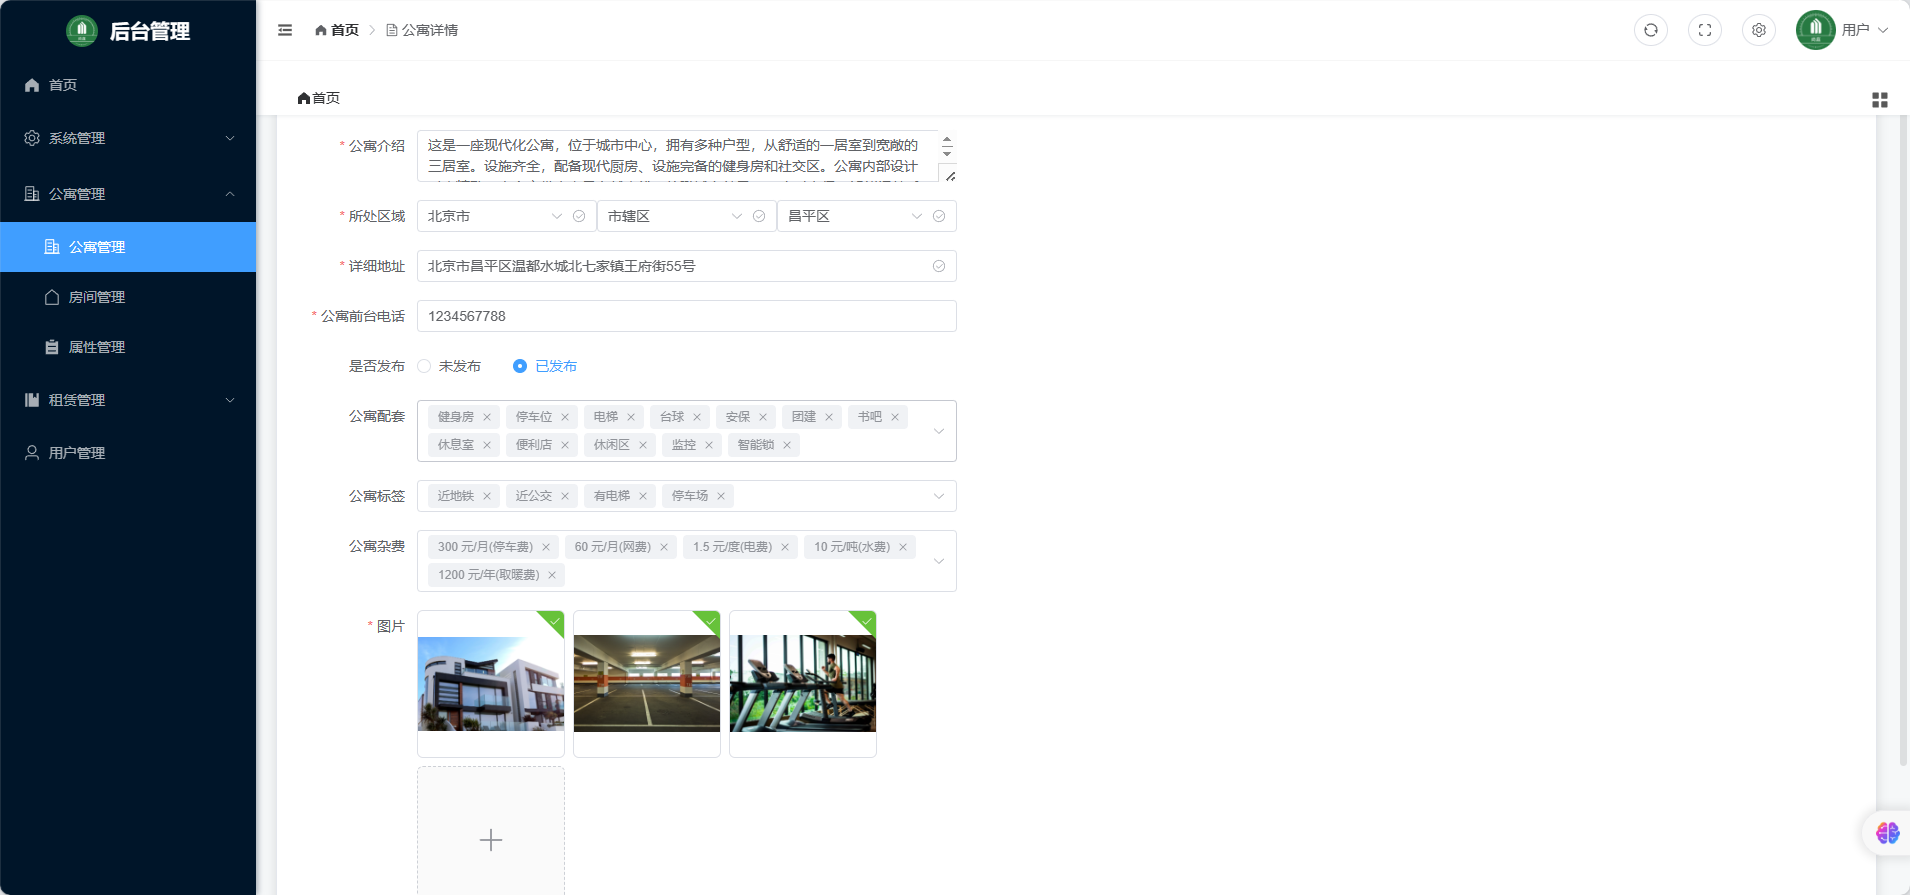 后台管理
首页
公寓详情
用户
首页
首页
系统管理
公寓管理
公寓管理
房间管理
属性管理
租赁管理
用户管理
* 公寓介绍
这是一座现代化公寓，位于城市中心，拥有多种户型，从舒适的一居室到宽敞的
三居室。设施齐全，配备现代厨房、设施完备的健身房和社交区。公寓内部设计
* 所处区域 北京市 市辖区 昌平区
* 详细地址 北京市昌平区温都水城北七家镇王府街55号
* 公寓前台电话 1234567788
是否发布 未发布 已发布
公寓配套 健身房 停车位 电梯 台球 安保 团建 书吧
休息室 便利店 休闲区 监控 智能锁
公寓标签 近地铁 近公交 有电梯 停车场
公寓杂费 300 元/月(停车费) 60 元/月(网费) 1.5 元/度(电费) 10 元/吨(水费)
1200 元/年(取暖费)
* 图片